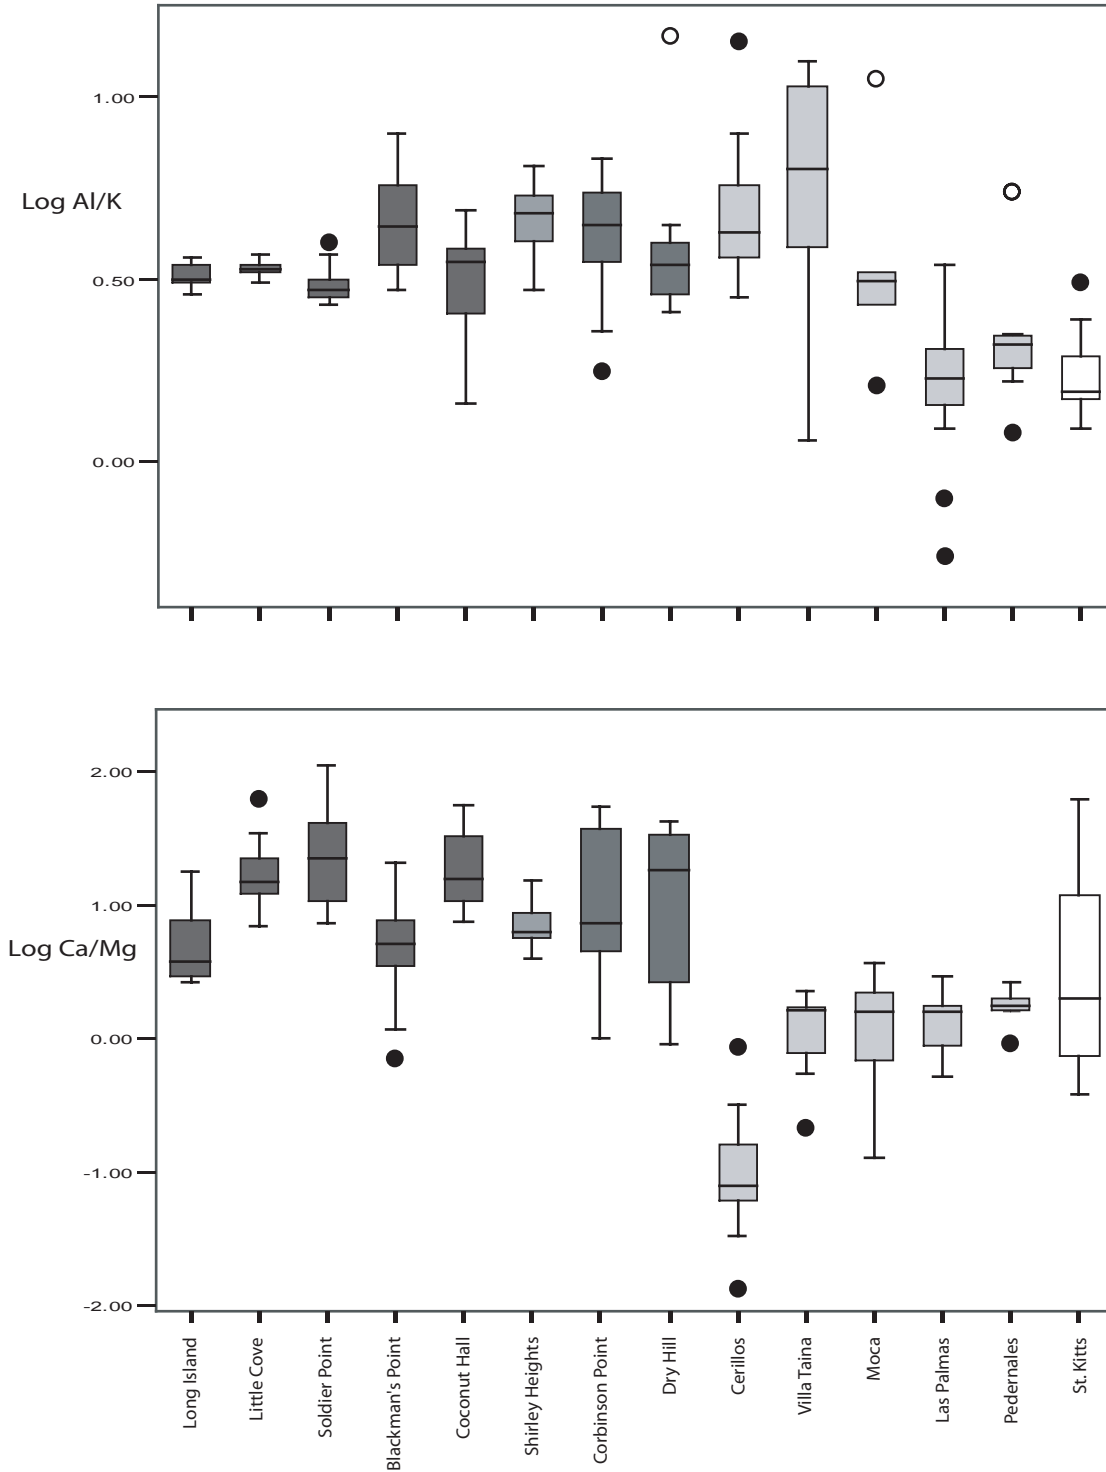 1.00
Log Al/K
0.50
0.00
2.00
1.00
Log Ca/Mg
0.00
-1.00
-2.00
Long Island
Little Cove
Soldier Point
Blackman's Point
Coconut Hall
Shirley Heights
Corbinson Point
Dry Hill
Cerillos
Villa Taina
Moca
Las Palmas
Pedernales
St. Kitts